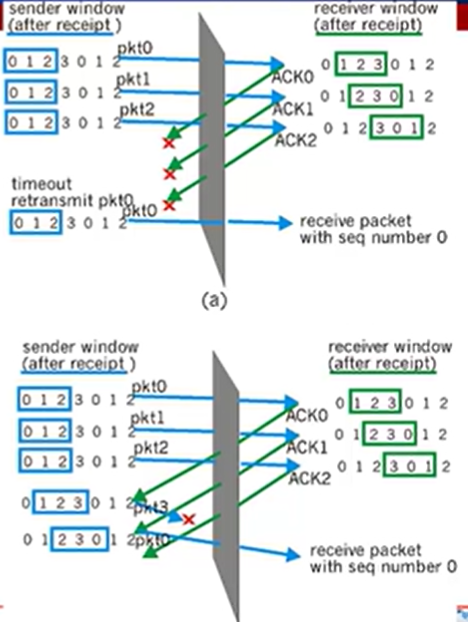 sender window
(after receipt )
receiver window
(after receipt)
pkt0
0 1 2 3 0 1 2
0 1 2 3 0 1 2
ACK0
pkt1
0 1 2 3 0 1 2
0 1 2 3 0 1 2
ACK1
pkt2
0 1 2 3 0 1 2
0 1 2 3 0 1 2
ACK2
timeout
retransmit pkt0
pkt0
0 1 2 3 0 1 2
receive packet
with seq number 0
(a)
sender window
(after receipt )
receiver window
(after receipt)
pkt0
0 1 2 3 0 1 2
0 1 2 3 0 1 2
ACK0
pkt1
0 1 2 3 0 1 2
0 1 2 3 0 1 2
ACK1
pkt2
0 1 2 3 0 1 2
0 1 2 3 0 1 2
ACK2
0 1 2 3 0 1 2
pkt3
0 1 2 3 0 1 2
pkt0
receive packet
with seq number 0